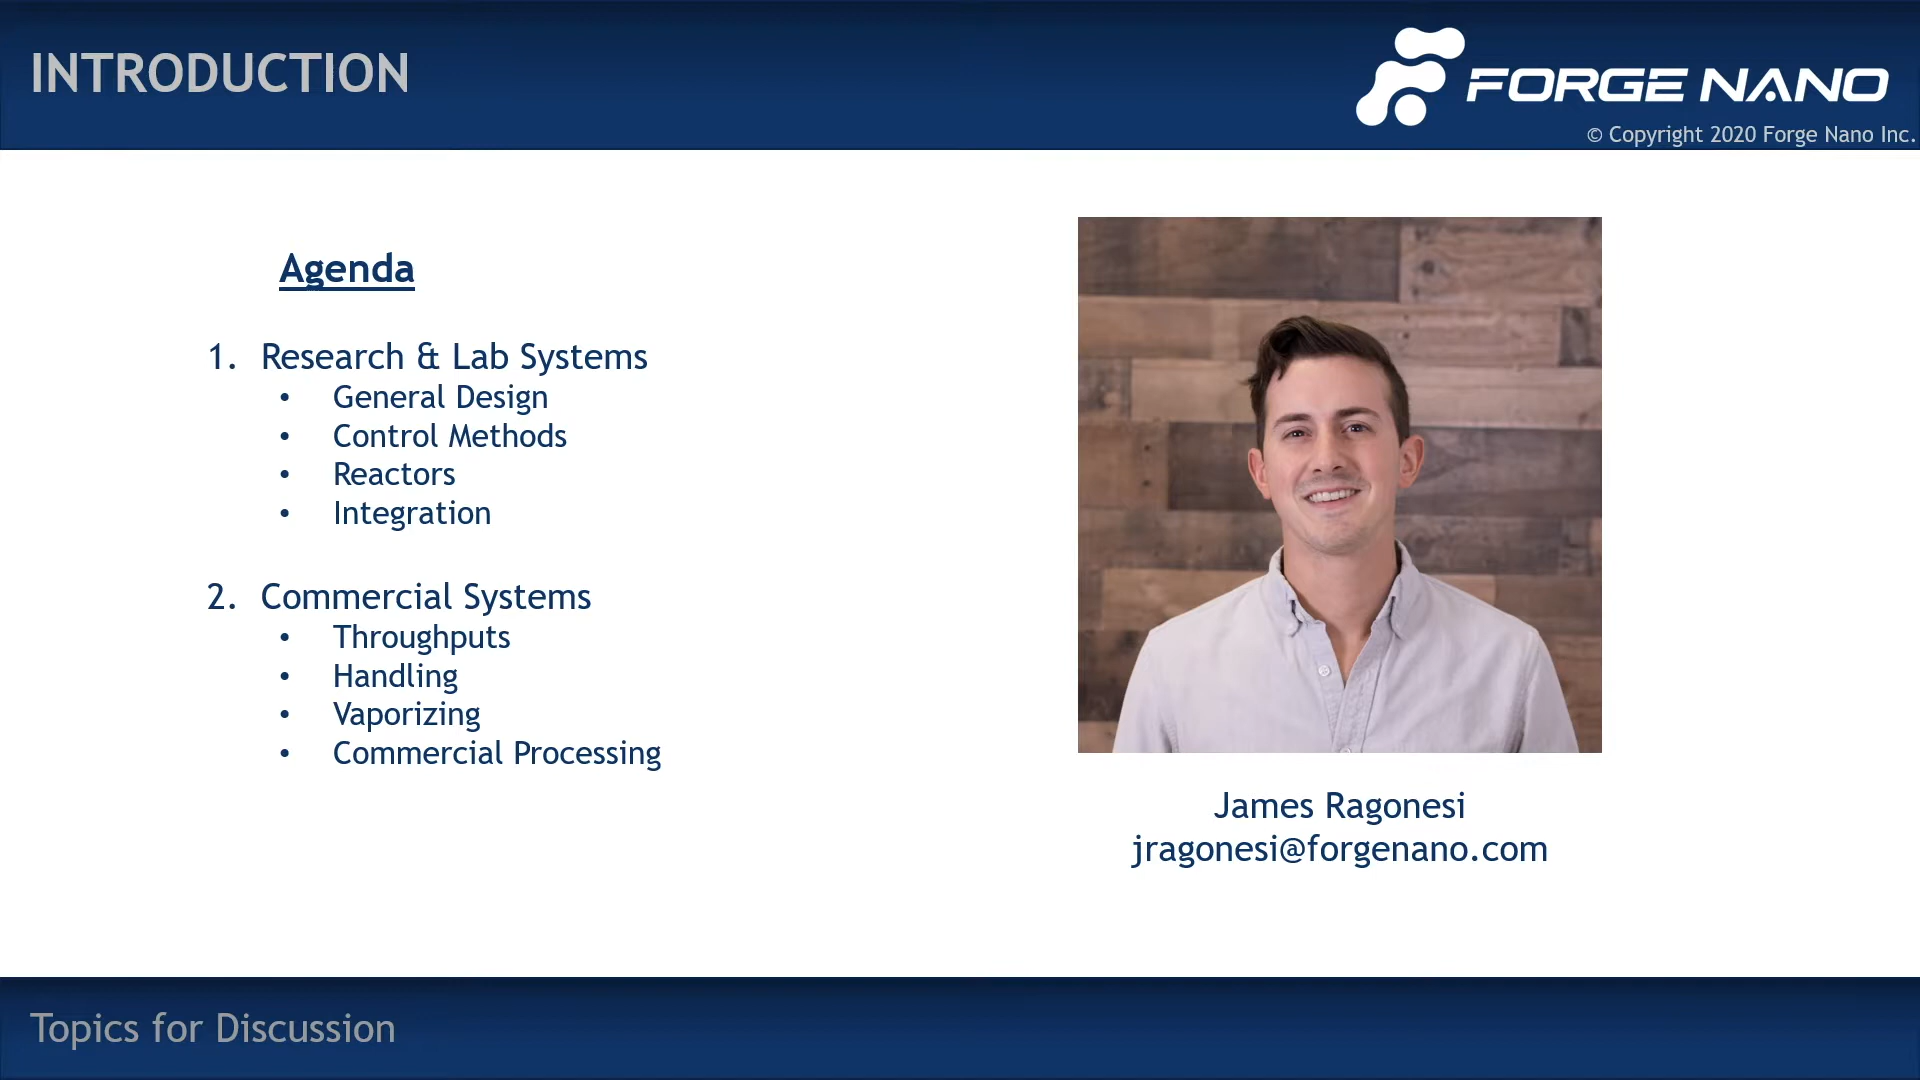 INTRODUCTION
FORGE NANO
© Copyright 2020 Forge Nano Inc.
Agenda
1. Research & Lab Systems
• General Design
• Control Methods
• Reactors
• Integration
2. Commercial Systems
• Throughputs
• Handling
• Vaporizing
• Commercial Processing
James Ragonesi
jragonesi@forgenano.com
Topics for Discussion